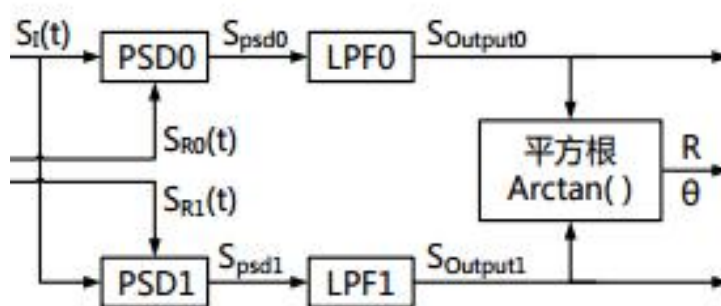 S_I(t)
PSD0
S_psd0
LPF0
S_Output0
S_R0(t)
平方根
Arctan( )
R
θ
S_R1(t)
PSD1
S_psd1
LPF1
S_Output1